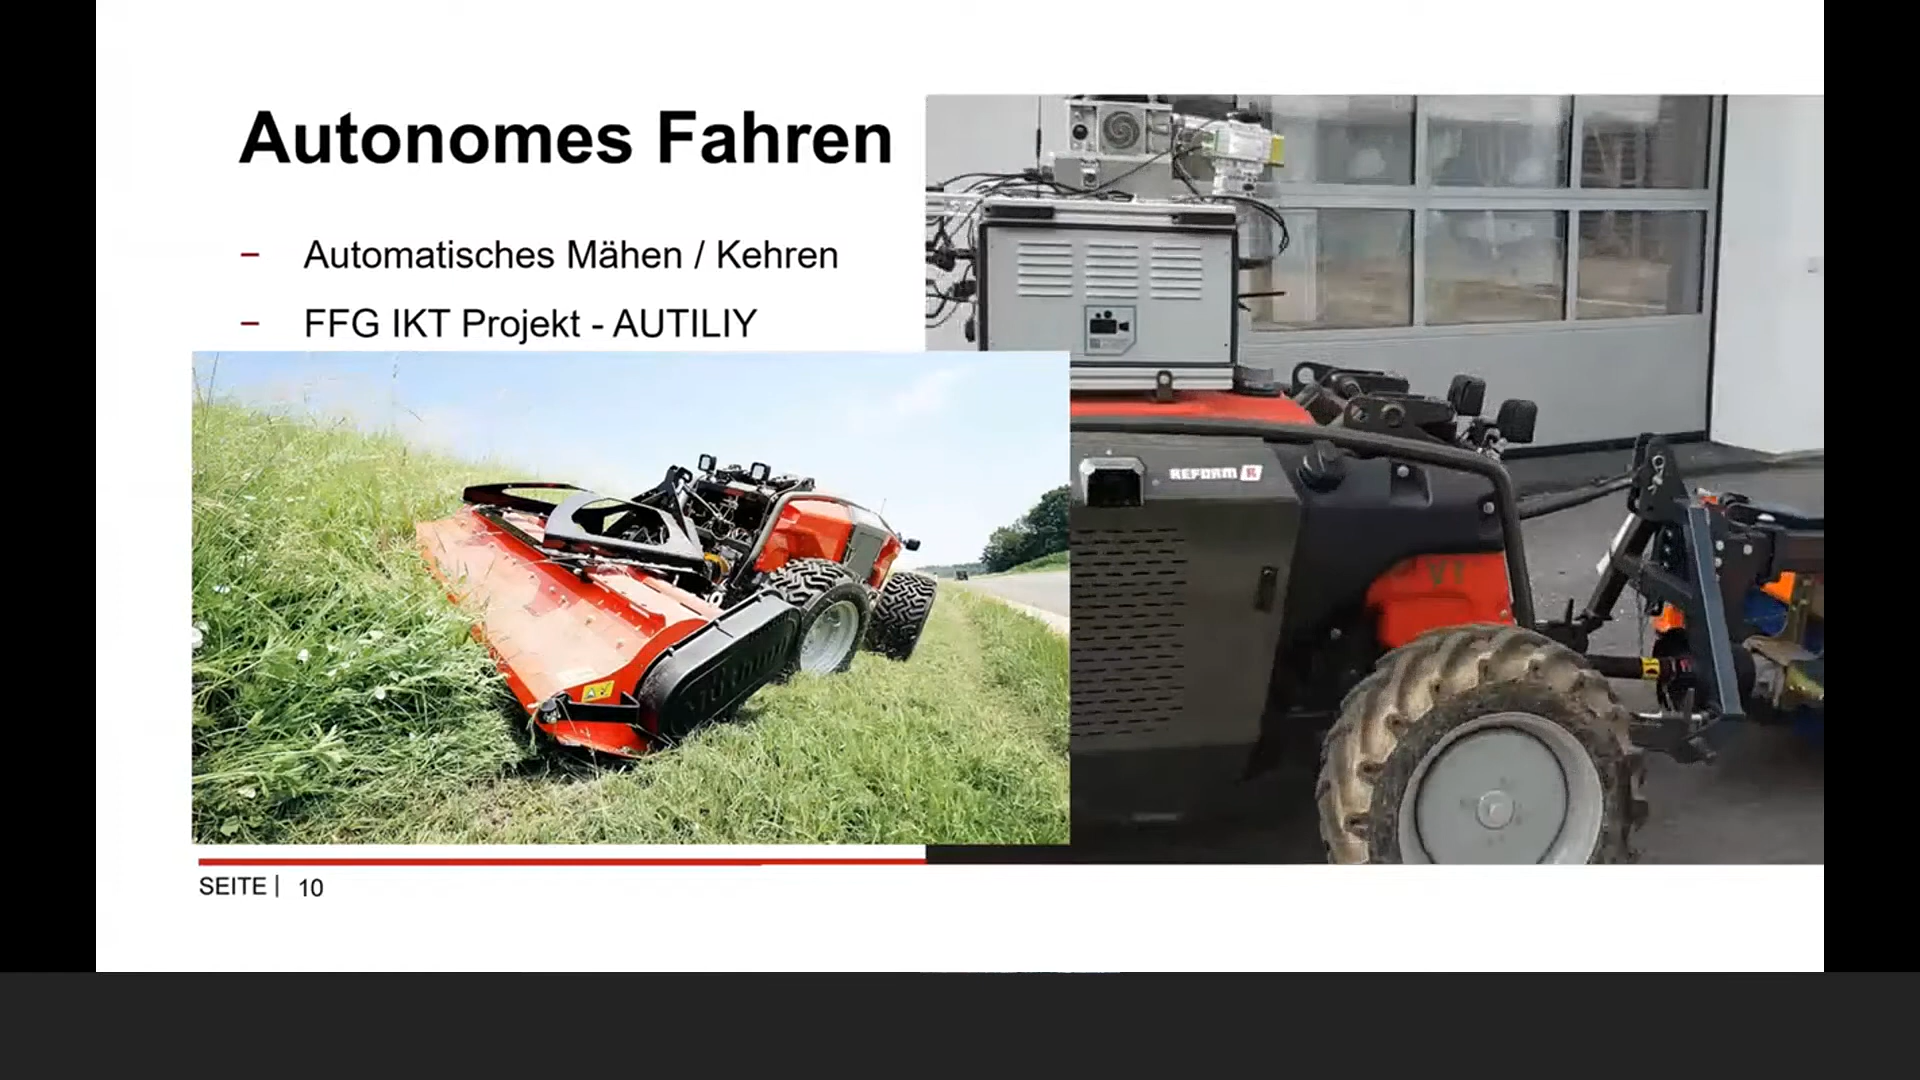 Autonomes Fahren
– Automatisches Mähen / Kehren
– FFG IKT Projekt - AUTILIY
REFORM R
SEITE | 10